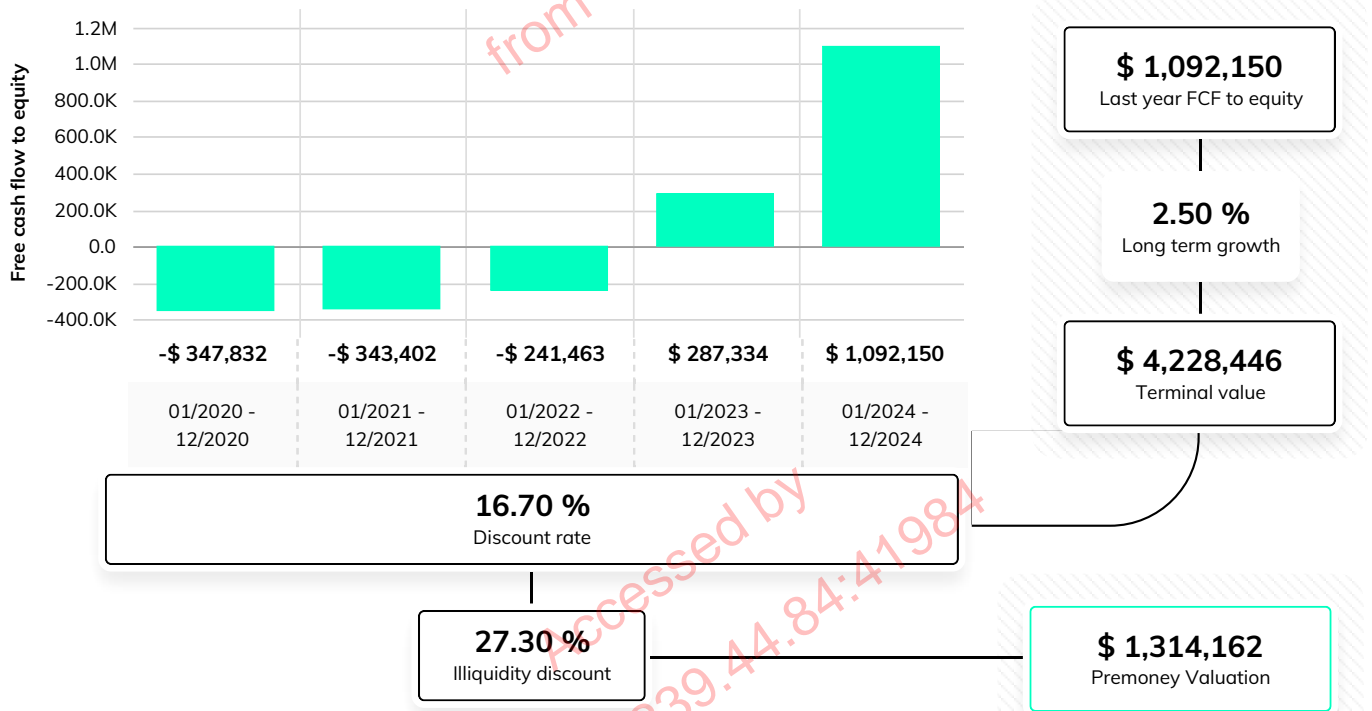 Free cash flow to equity
1.2M
1.0M
800.0K
600.0K
400.0K
200.0K
0.0
-200.0K
-400.0K
-$ 347,832
-$ 343,402
-$ 241,463
$ 287,334
$ 1,092,150
01/2020 -
12/2020
01/2021 -
12/2021
01/2022 -
12/2022
01/2023 -
12/2023
01/2024 -
12/2024
$ 1,092,150
Last year FCF to equity
2.50 %
Long term growth
$ 4,228,446
Terminal value
16.70 %
Discount rate
27.30 %
Illiquidity discount
$ 1,314,162
Premoney Valuation
from
Accessed by
39.44.84:41984